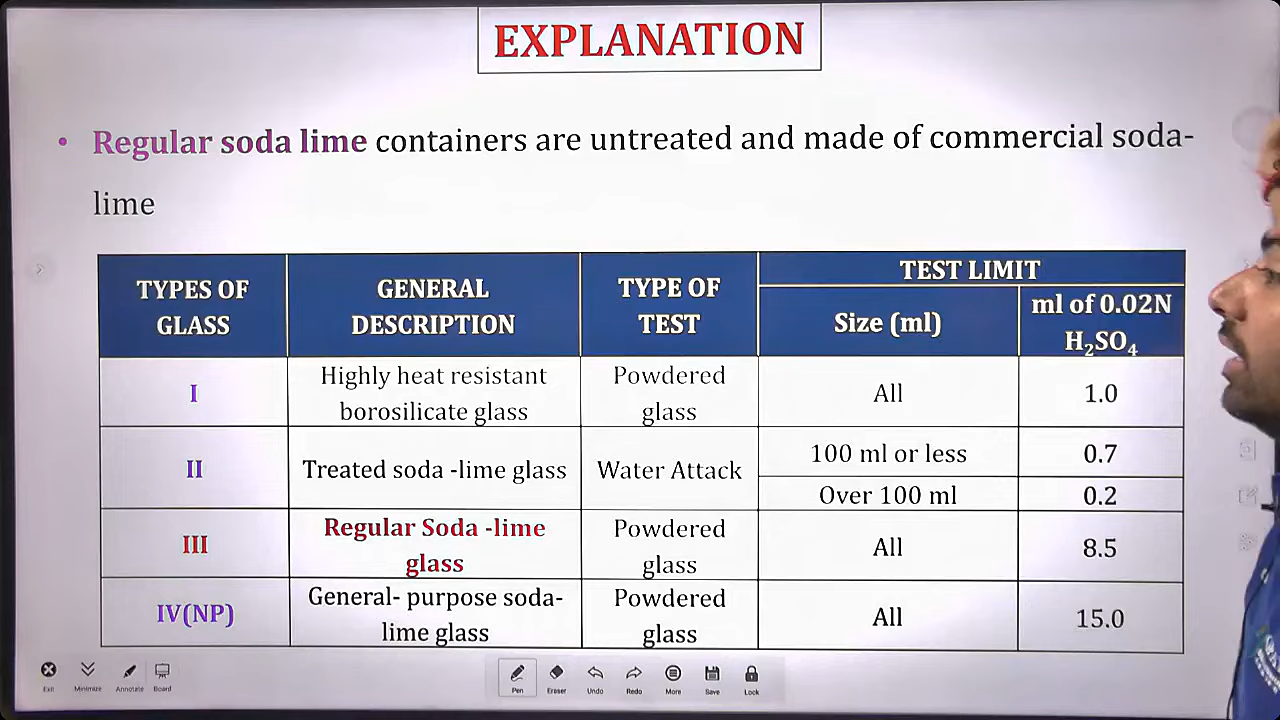 EXPLANATION
• Regular soda lime containers are untreated and made of commercial soda-
lime
TYPES OF GLASS
GENERAL DESCRIPTION
TYPE OF TEST
TEST LIMIT
Size (ml)
ml of 0.02N H₂SO₄
I
Highly heat resistant borosilicate glass
Powdered glass
All
1.0
II
Treated soda -lime glass
Water Attack
100 ml or less
0.7
Over 100 ml
0.2
III
Regular Soda -lime glass
Powdered glass
All
8.5
IV(NP)
General- purpose soda-lime glass
Powdered glass
All
15.0
Exit
Minimize
Annotate
Board
Pen
Eraser
Undo
Redo
More
Save
Lock